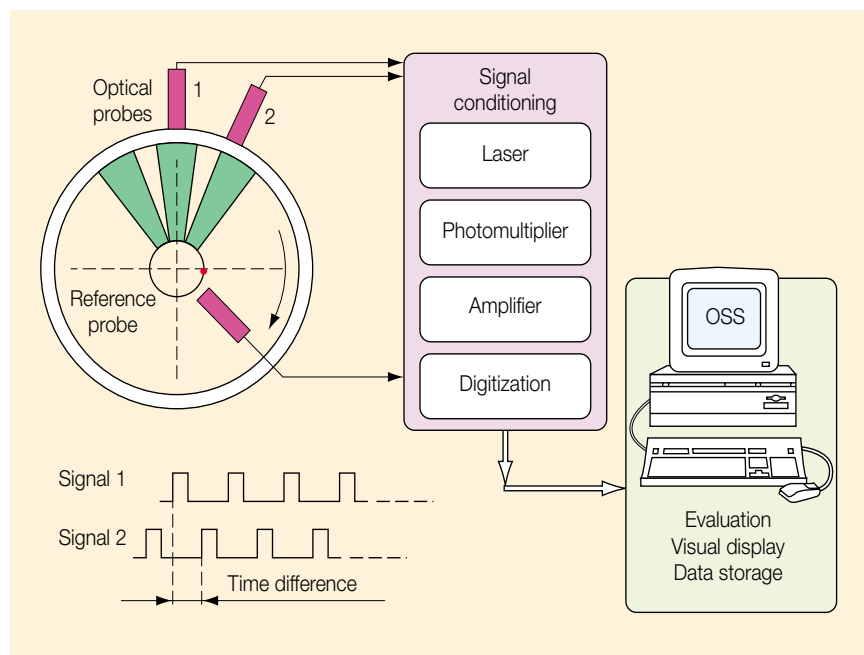 Optical
probes
1
2
Reference
probe
Signal
conditioning
Laser
Photomultiplier
Amplifier
Digitization
OSS
Evaluation
Visual display
Data storage
Signal 1
Signal 2
Time difference